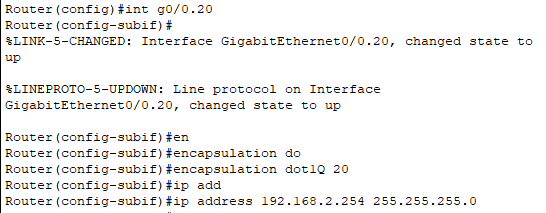 Router(config)#int g0/0.20
Router(config-subif)#
%LINK-5-CHANGED: Interface GigabitEthernet0/0.20, changed state to
up
%LINEPROTO-5-UPDOWN: Line protocol on Interface
GigabitEthernet0/0.20, changed state to up
Router(config-subif)#en
Router(config-subif)#encapsulation do
Router(config-subif)#encapsulation dot1Q 20
Router(config-subif)#ip add
Router(config-subif)#ip address 192.168.2.254 255.255.255.0